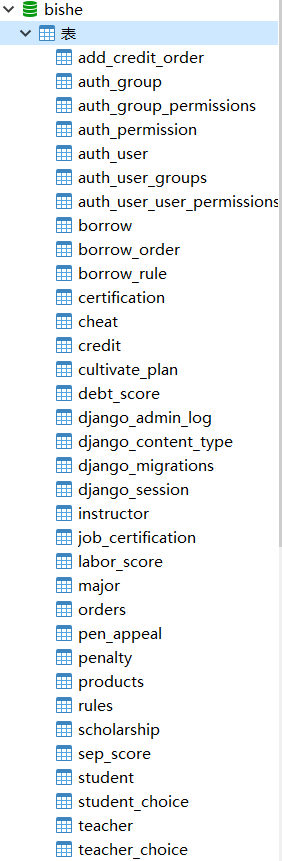 bishe
表
add_credit_order
auth_group
auth_group_permissions
auth_permission
auth_user
auth_user_groups
auth_user_user_permissions
borrow
borrow_order
borrow_rule
certification
cheat
credit
cultivate_plan
debt_score
django_admin_log
django_content_type
django_migrations
django_session
instructor
job_certification
labor_score
major
orders
pen_appeal
penalty
products
rules
scholarship
sep_score
student
student_choice
teacher
teacher_choice